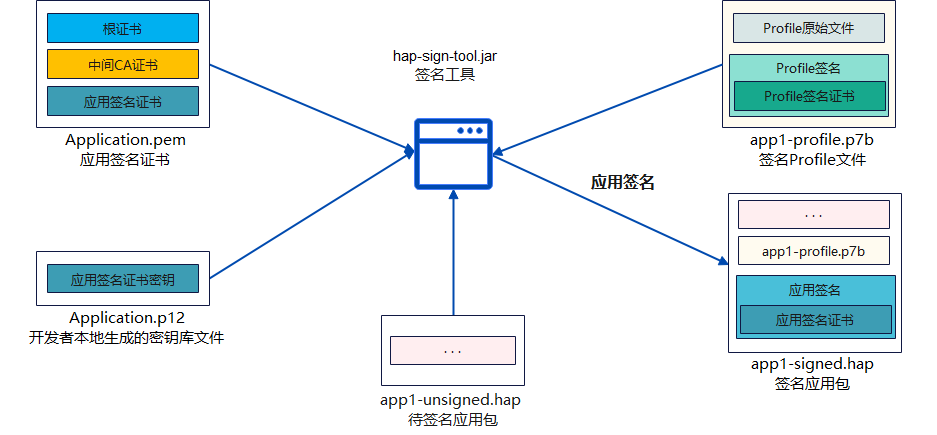 根证书
中间CA证书
应用签名证书
Application.pem
应用签名证书
hap-sign-tool.jar
签名工具
Profile原始文件
Profile签名
Profile签名证书
app1-profile.p7b
签名Profile文件
应用签名
应用签名证书密钥
Application.p12
开发者本地生成的密钥库文件
...
app1-unsigned.hap
待签名应用包
...
app1-profile.p7b
应用签名
应用签名证书
app1-signed.hap
签名应用包